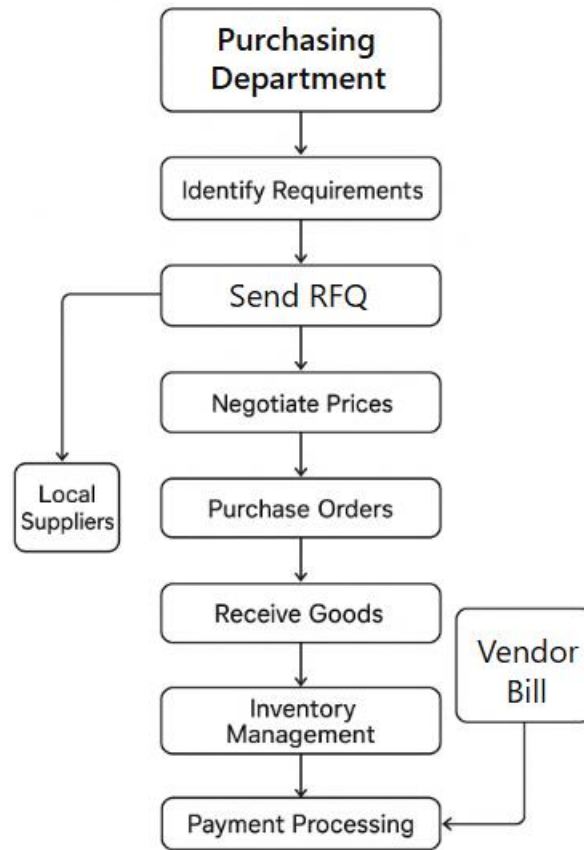 Purchasing
Department
Identify Requirements
Send RFQ
Negotiate Prices
Local
Suppliers
Purchase Orders
Receive Goods
Vendor
Bill
Inventory
Management
Payment Processing